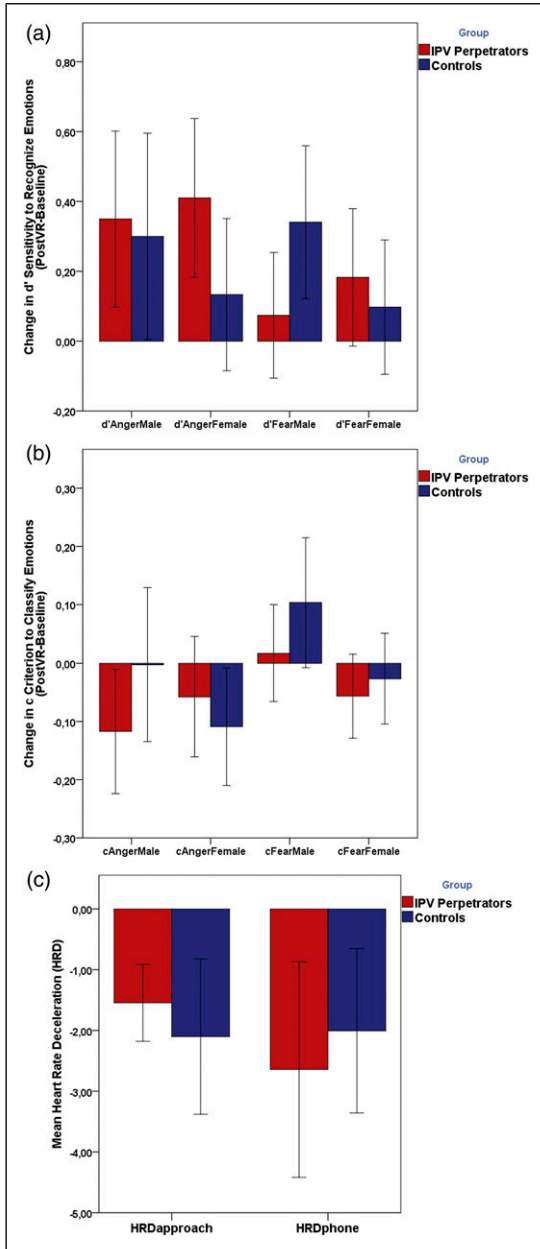 (a)
Group
IPV Perpetrators
Controls
Change in d' Sensitivity to Recognize Emotions
(PostVR-Baseline)
0,80
0,60
0,40
0,20
0,00
-0,20
d'AngerMale d'AngerFemale d'FearMale d'FearFemale
(b)
Group
IPV Perpetrators
Controls
Change in c Criterion to Classify Emotions
(PostVR-Baseline)
0,30
0,20
0,10
0,00
-0,10
-0,20
-0,30
cAngerMale cAngerFemale cFearMale cFearFemale
(c)
Group
IPV Perpetrators
Controls
Mean Heart Rate Deceleration (HRD)
0,00
-1,00
-2,00
-3,00
-4,00
-5,00
HRDapproach HRDphone